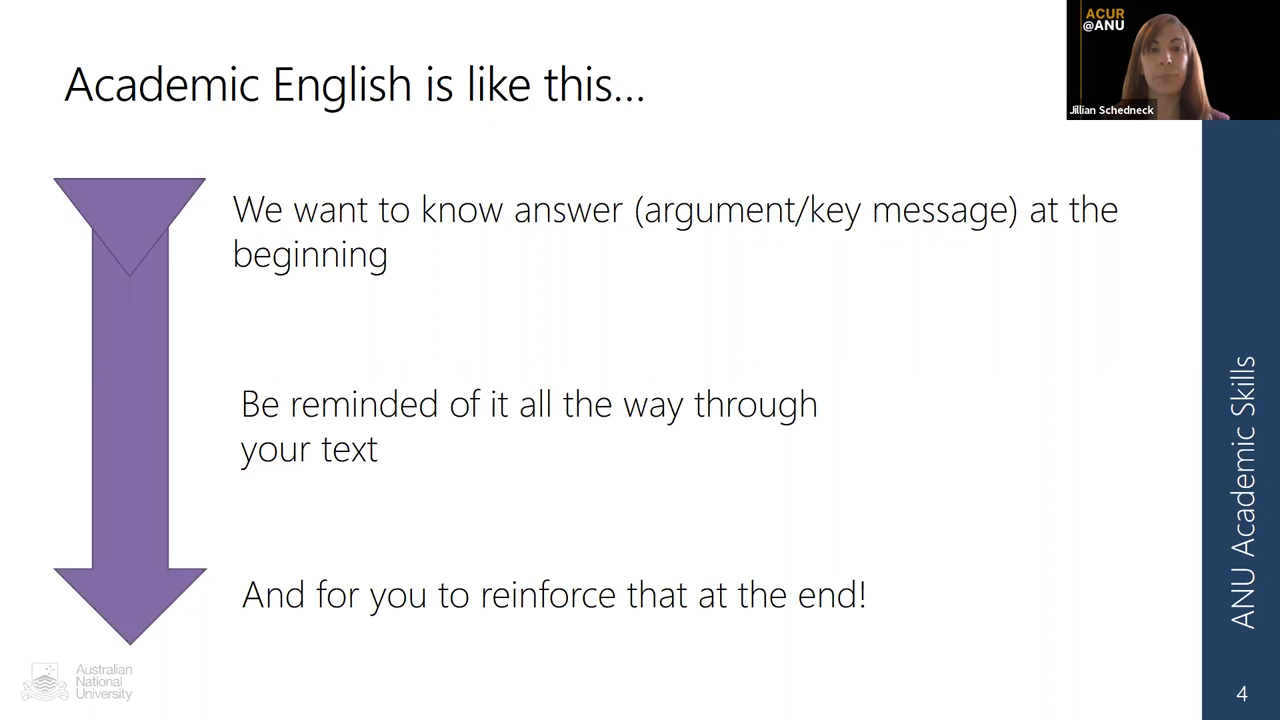 ACUR
@ANU
Jillian Schedneck
Academic English is like this...
We want to know answer (argument/key message) at the
beginning
Be reminded of it all the way through
your text
And for you to reinforce that at the end!
ANU Academic Skills
Australian
National
University
4